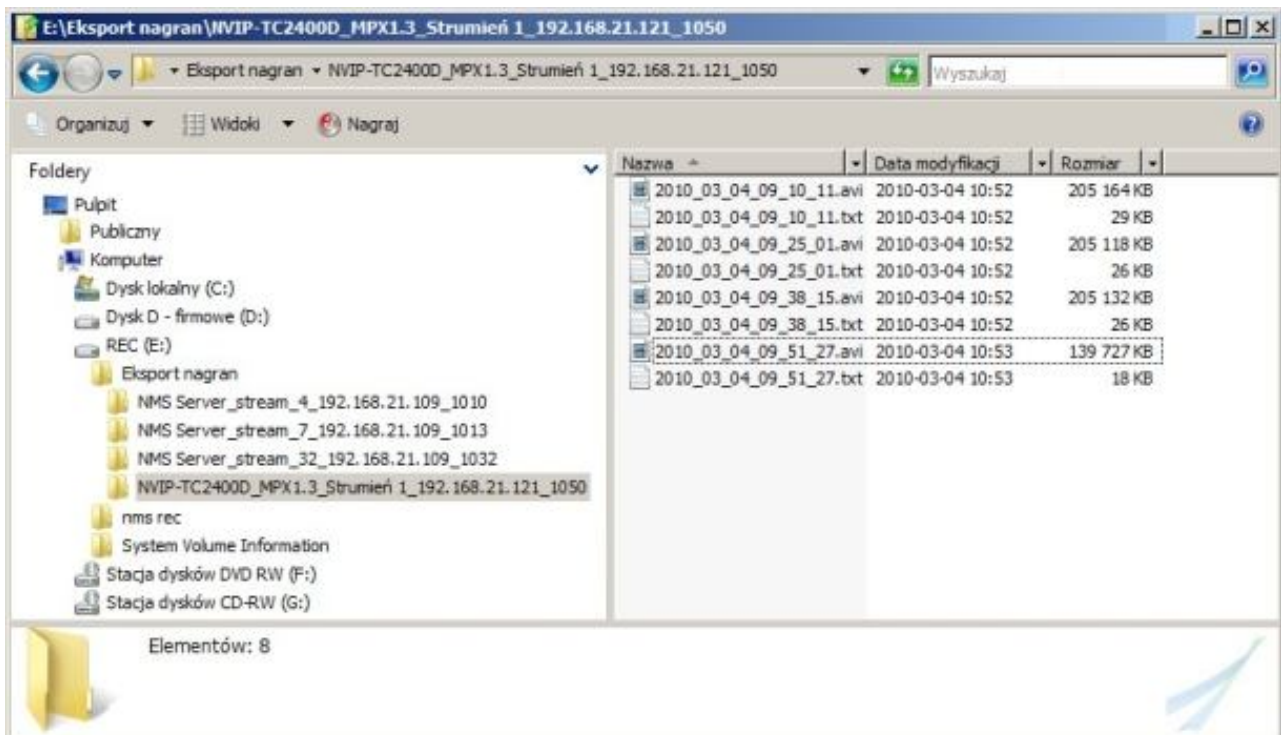 E:\Eksport nagran\NVIP-TC2400D_MPX1.3_Strumień 1_192.168.21.121_1050
Eksport nagran NVIP-TC2400D_MPX1.3_Strumień 1_192.168.21.121_1050 Wyszukaj
Organizuj Widoki Nagraj
Foldery
Pulpit
Publiczny
Komputer
Dysk lokalny (C:)
Dysk D - firmowe (D:)
REC (E:)
Eksport nagran
NMS Server_stream_4_192.168.21.109_1010
NMS Server_stream_7_192.168.21.109_1013
NMS Server_stream_32_192.168.21.109_1032
NVIP-TC2400D_MPX1.3_Strumień 1_192.168.21.121_1050
nms rec
System Volume Information
Stacja dysków DVD RW (F:)
Stacja dysków CD-RW (G:)
Nazwa Data modyfikacji Rozmiar
2010_03_04_09_10_11.avi 2010-03-04 10:52 205 164 KB
2010_03_04_09_10_11.txt 2010-03-04 10:52 29 KB
2010_03_04_09_25_01.avi 2010-03-04 10:52 205 118 KB
2010_03_04_09_25_01.txt 2010-03-04 10:52 26 KB
2010_03_04_09_38_15.avi 2010-03-04 10:52 205 132 KB
2010_03_04_09_38_15.txt 2010-03-04 10:52 26 KB
2010_03_04_09_51_27.avi 2010-03-04 10:53 139 727 KB
2010_03_04_09_51_27.txt 2010-03-04 10:53 18 KB
Elementów: 8